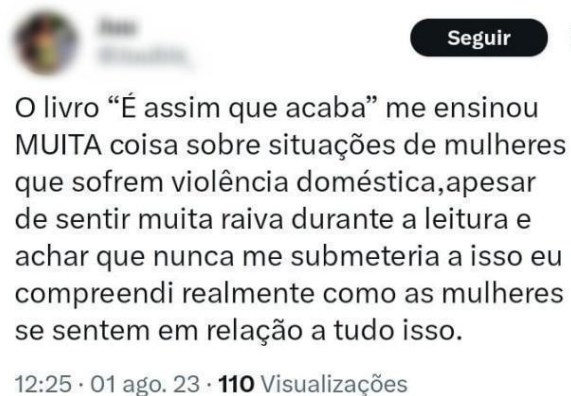 Seguir
O livro “É assim que acaba” me ensinou
MUITA coisa sobre situações de mulheres
que sofrem violência doméstica,apesar
de sentir muita raiva durante a leitura e
achar que nunca me submeteria a isso eu
compreendi realmente como as mulheres
se sentem em relação a tudo isso.
12:25 · 01 ago. 23 · 110 Visualizações